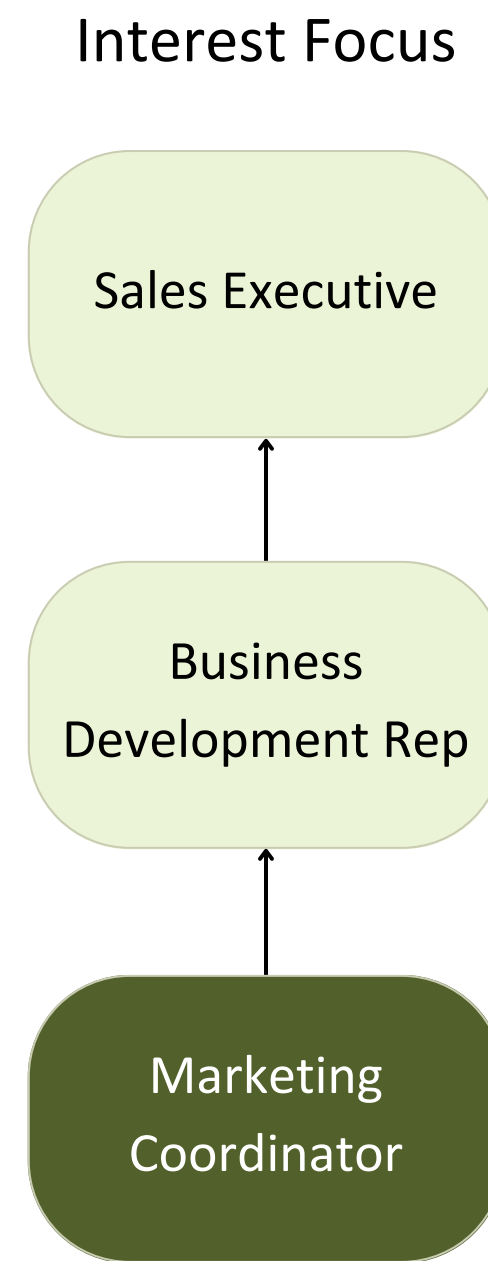 Interest Focus
Sales Executive
Business
Development Rep
Marketing
Coordinator